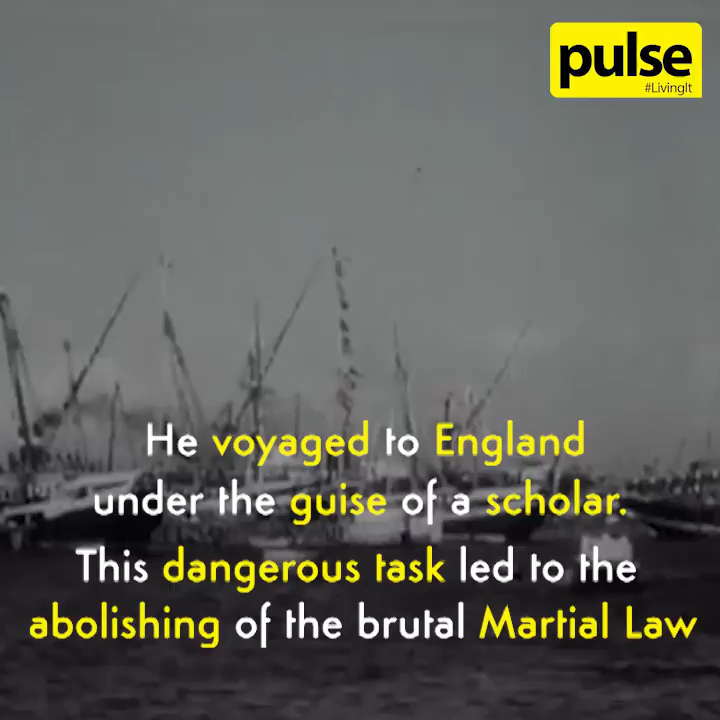 pulse
#LivingIt
He voyaged to England
under the guise of a scholar.
This dangerous task led to the
abolishing of the brutal Martial Law